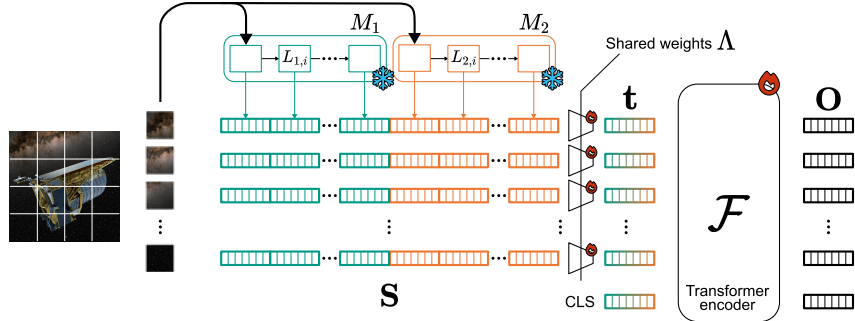 M₁
M₂
L₁,ᵢ
L₂,ᵢ
Shared weights Λ
t
O
S
CLS
F
Transformer
encoder